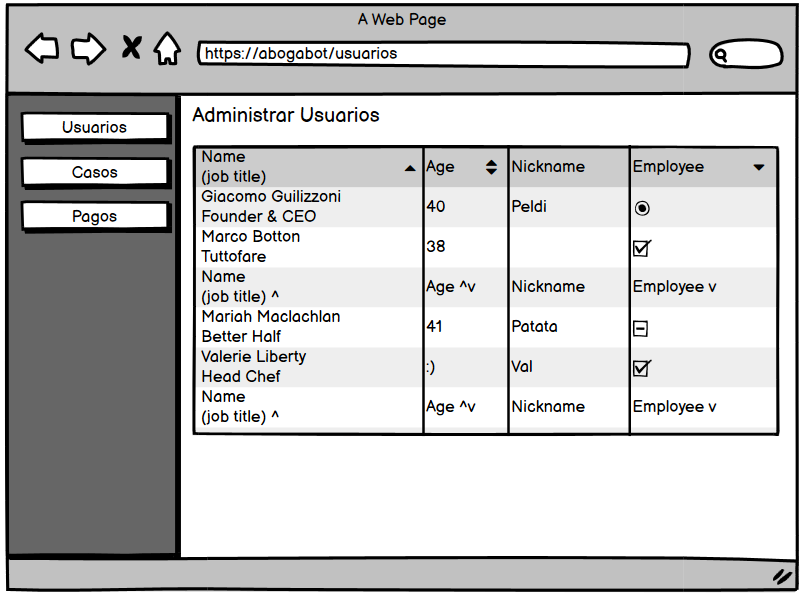 A Web Page
https://abogabot/usuarios
Usuarios
Casos
Pagos
Administrar Usuarios
Name
(job title)
Age
Nickname
Employee
Giacomo Guilizzoni
Founder & CEO
40
Peldi
Marco Botton
Tuttofare
38
Name
(job title) ^
Age ^v
Nickname
Employee v
Mariah Maclachlan
Better Half
41
Patata
Valerie Liberty
Head Chef
:)
Val
Name
(job title) ^
Age ^v
Nickname
Employee v